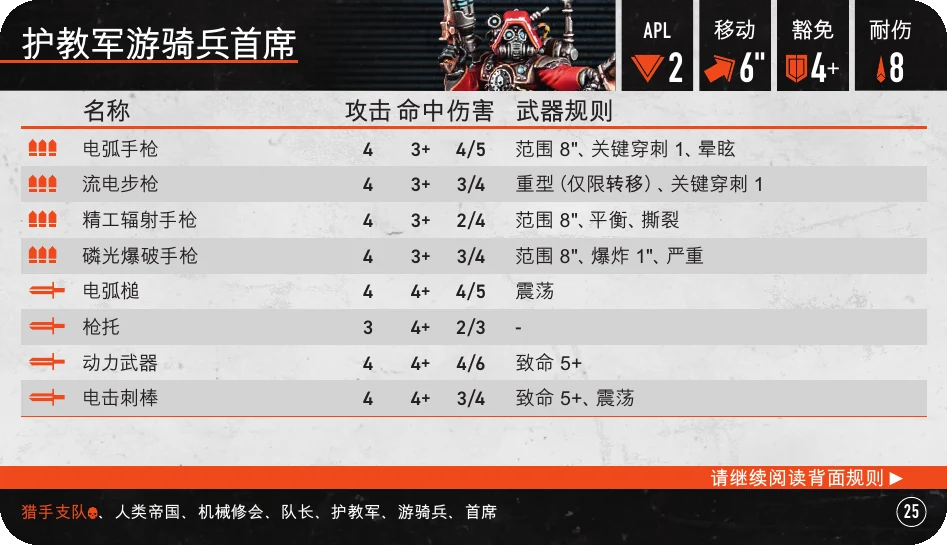 护教军游骑兵首席
APL 移动 豁免 耐伤
2 6" 4+ 8
名称 攻击 命中 伤害 武器规则
电弧手枪 4 3+ 4/5 范围 8"、关键穿刺 1、晕眩
流电步枪 4 3+ 3/4 重型（仅限转移）、关键穿刺 1
精工辐射手枪 4 3+ 2/4 范围 8"、平衡、撕裂
磷光爆破手枪 4 3+ 3/4 范围 8"、爆炸 1"、严重
电弧槌 4 4+ 4/5 震荡
枪托 3 4+ 2/3 -
动力武器 4 4+ 4/6 致命 5+
电击刺棒 4 4+ 3/4 致命 5+、震荡
请继续阅读背面规则 ▶
猎手支队、人类帝国、机械修会、队长、护教军、游骑兵、首席
25